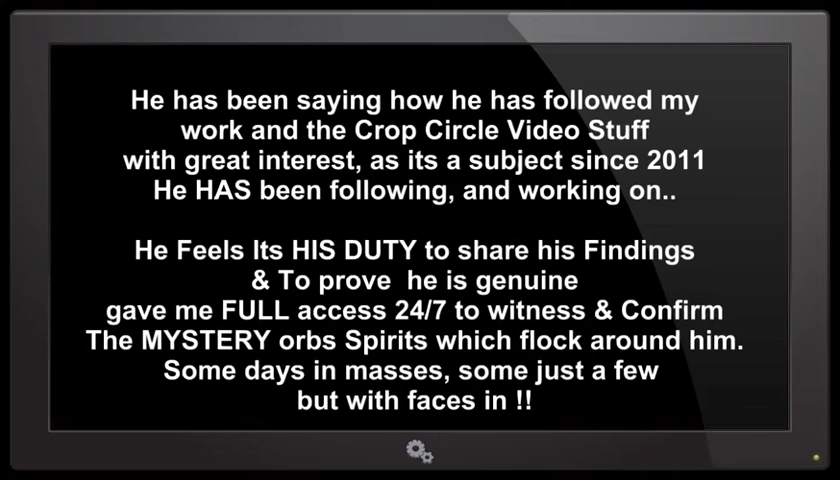 He has been saying how he has followed my
work and the Crop Circle Video Stuff
with great interest, as its a subject since 2011
He HAS been following, and working on..
He Feels Its HIS DUTY to share his Findings
& To prove he is genuine
gave me FULL access 24/7 to witness & Confirm
The MYSTERY orbs Spirits which flock around him.
Some days in masses, some just a few
but with faces in !!